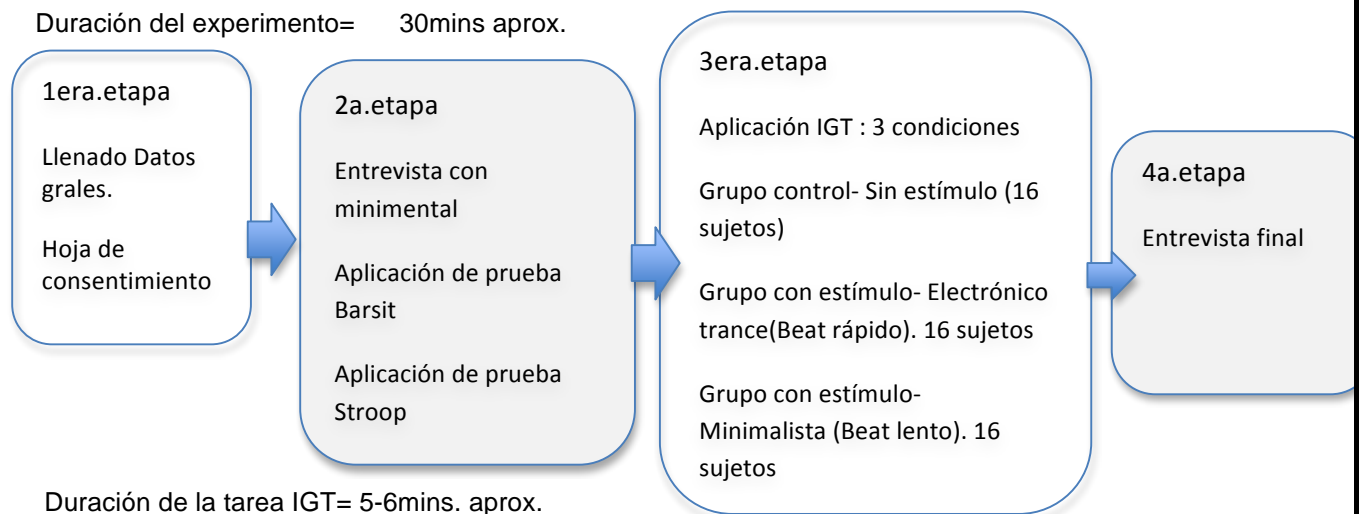 Duración del experimento= 30mins aprox.
1era.etapa
Llenado Datos
grales.
Hoja de
consentimiento
2a.etapa
Entrevista con
minimental
Aplicación de prueba
Barsit
Aplicación de prueba
Stroop
3era.etapa
Aplicación IGT : 3 condiciones
Grupo control- Sin estímulo (16
sujetos)
Grupo con estímulo- Electrónico
trance(Beat rápido). 16 sujetos
Grupo con estímulo-
Minimalista (Beat lento). 16
sujetos
4a.etapa
Entrevista final
Duración de la tarea IGT= 5-6mins. aprox.